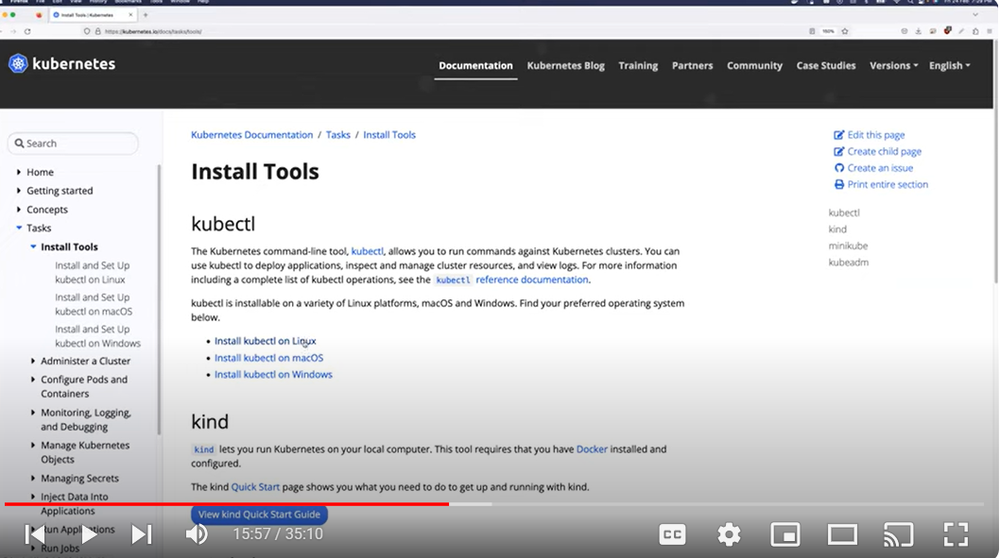 Firefox File Edit View History Bookmarks Tools Window Help
Install Tools | Kubernetes
https://kubernetes.io/docs/tasks/tools/
150%
kubernetes
Documentation Kubernetes Blog Training Partners Community Case Studies Versions English
Search
Home
Getting started
Concepts
Tasks
Install Tools
Install and Set Up
kubectl on Linux
Install and Set Up
kubectl on macOS
Install and Set Up
kubectl on Windows
Administer a Cluster
Configure Pods and
Containers
Monitoring, Logging,
and Debugging
Manage Kubernetes
Objects
Managing Secrets
Inject Data Into
Applications
Run Applications
Run Jobs
Kubernetes Documentation / Tasks / Install Tools
Install Tools
kubectl
The Kubernetes command-line tool, kubectl, allows you to run commands against Kubernetes clusters. You can
use kubectl to deploy applications, inspect and manage cluster resources, and view logs. For more information
including a complete list of kubectl operations, see the kubectl reference documentation.
kubectl is installable on a variety of Linux platforms, macOS and Windows. Find your preferred operating system
below.
Install kubectl on Linux
Install kubectl on macOS
Install kubectl on Windows
kind
kind lets you run Kubernetes on your local computer. This tool requires that you have Docker installed and
configured.
The kind Quick Start page shows you what you need to do to get up and running with kind.
View kind Quick Start Guide
Edit this page
Create child page
Create an issue
Print entire section
kubectl
kind
minikube
kubeadm
15:57 / 35:10
CC